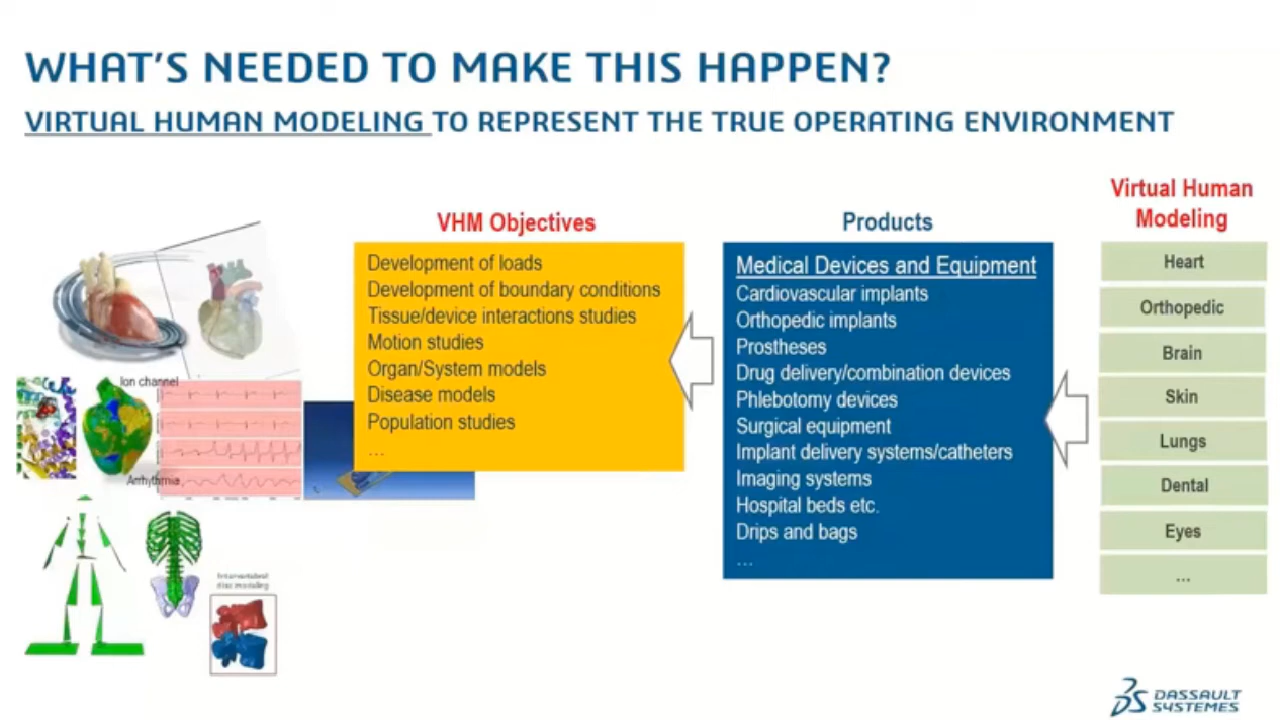 WHAT'S NEEDED TO MAKE THIS HAPPEN?
VIRTUAL HUMAN MODELING TO REPRESENT THE TRUE OPERATING ENVIRONMENT
VHM Objectives
Development of loads
Development of boundary conditions
Tissue/device interactions studies
Motion studies
Organ/System models
Disease models
Population studies
...
Products
Medical Devices and Equipment
Cardiovascular implants
Orthopedic implants
Prostheses
Drug delivery/combination devices
Phlebotomy devices
Surgical equipment
Implant delivery systems/catheters
Imaging systems
Hospital beds etc.
Drips and bags
...
Virtual Human
Modeling
Heart
Orthopedic
Brain
Skin
Lungs
Dental
Eyes
...
Ion channel
Arrhythmia
Intervertebral
disc modeling
DASSAULT
SYSTEMES